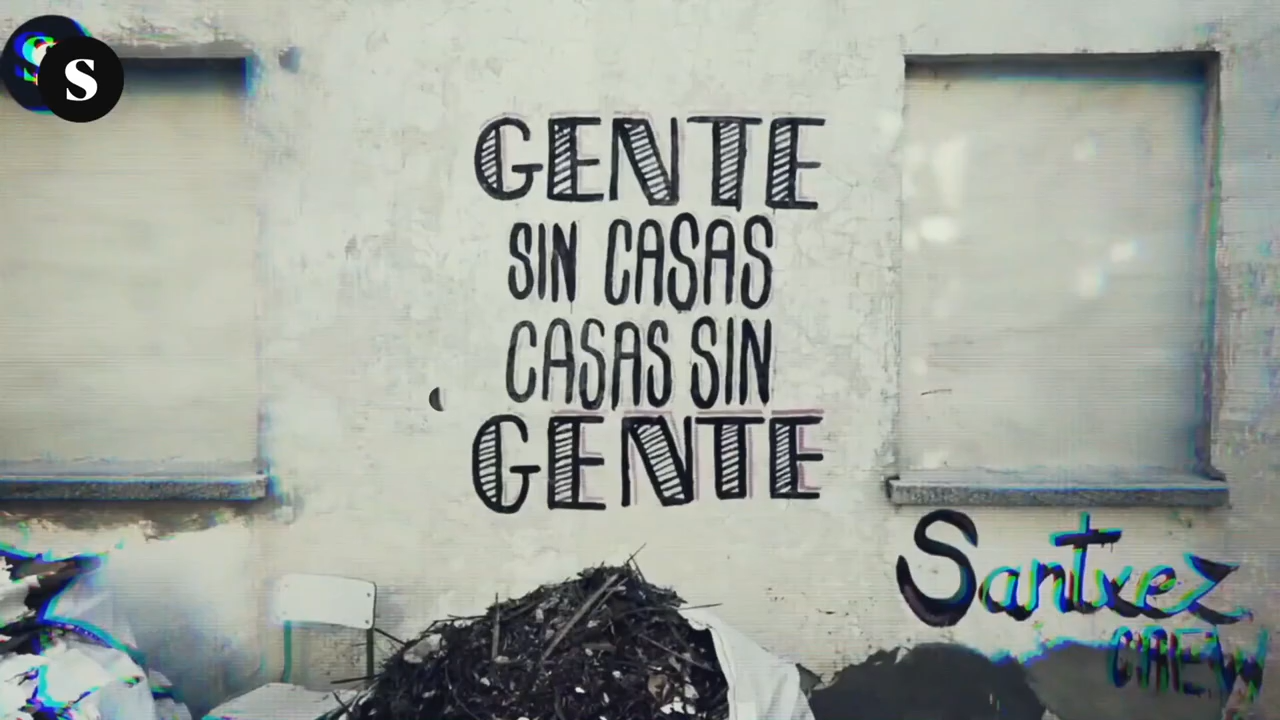 S
GENTE
SIN CASAS
CASAS SIN
GENTE
Santxez
CREW